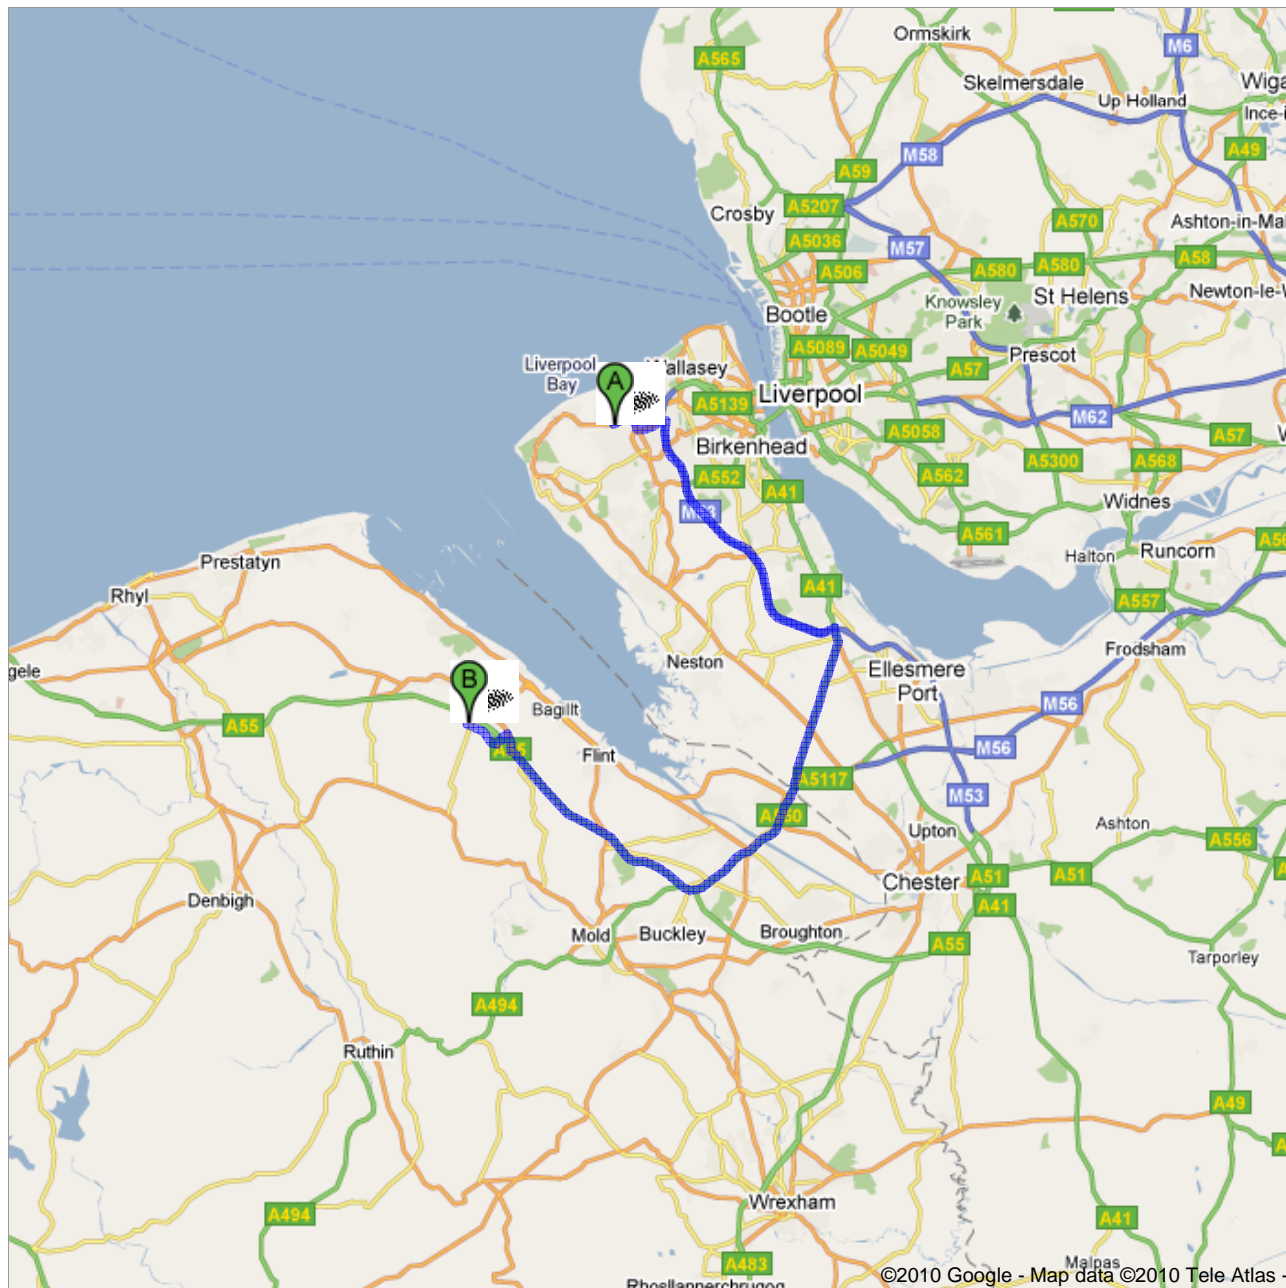 Ormskirk
M6
A565
Skelmersdale
Up Holland
Wiga
Ince-i
A49
M58
A59
A5207
Crosby
A570
Ashton-in-Ma
A5036
M57
A58
A506
A580
A580
Knowsley
Park
St Helens
Newton-le-W
Bootle
A5089
A5049
Prescot
Liverpool
Bay
A
Wallasey
A57
Liverpool
A5139
M62
Birkenhead
A5058
A57
A552
A562
A5300
A568
A41
Widnes
M53
A561
Prestatyn
Halton
Runcorn
A56
Rhyl
A41
A557
Neston
Frodsham
gele
Ellesmere
Port
B
Bagillt
M56
A55
A55
Flint
M56
A5117
M53
A550
Upton
Ashton
A556
Chester
A51
A51
Denbigh
A41
Mold
Buckley
Broughton
A55
Tarporley
A494
Ruthin
A49
A494
Wrexham
A41
A483
Malpas
Rhosllannerchrugog
©2010 Google - Map data ©2010 Tele Atlas -